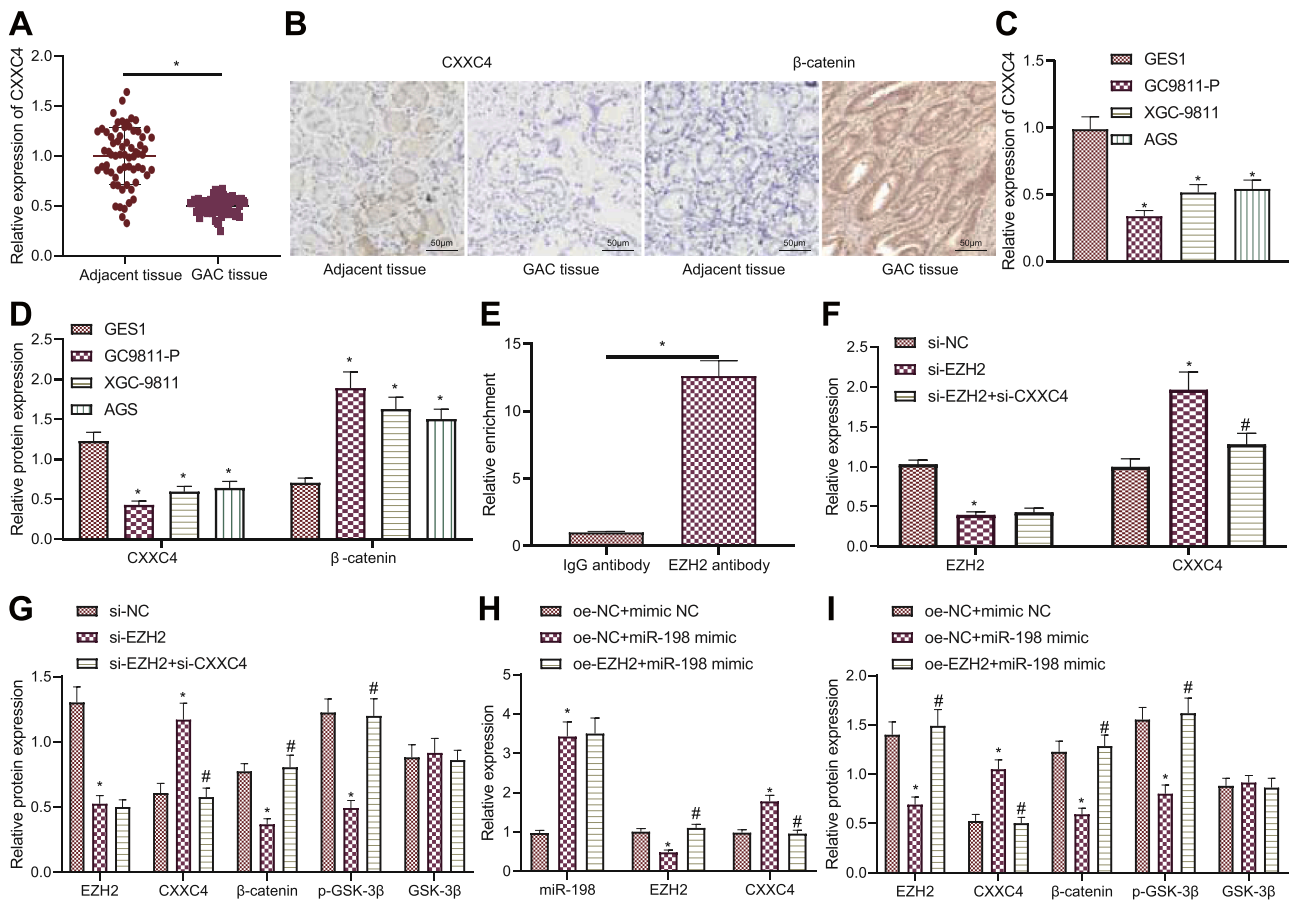 A
Relative expression of CXXC4
2.0
1.5
1.0
0.5
0.0
*
Adjacent tissue
GAC tissue
B
CXXC4
β-catenin
50μm
50μm
50μm
50μm
Adjacent tissue
GAC tissue
Adjacent tissue
GAC tissue
C
Relative expression of CXXC4
1.5
1.0
0.5
0.0
GES1
GC9811-P
XGC-9811
AGS
*
*
*
D
Relative protein expression
2.5
2.0
1.5
1.0
0.5
0.0
GES1
GC9811-P
XGC-9811
AGS
*
*
*
*
*
*
CXXC4
β-catenin
E
Relative enrichment
15
10
5
0
*
IgG antibody
EZH2 antibody
F
Relative expression
2.5
2.0
1.5
1.0
0.5
0.0
si-NC
si-EZH2
si-EZH2+si-CXXC4
*
*
#
EZH2
CXXC4
G
si-NC
si-EZH2
si-EZH2+si-CXXC4
Relative protein expression
1.5
1.0
0.5
0.0
*
*
#
*
#
*
#
EZH2
CXXC4
β-catenin
p-GSK-3β
GSK-3β
H
oe-NC+mimic NC
oe-NC+miR-198 mimic
oe-EZH2+miR-198 mimic
Relative expression
5
4
3
2
1
0
*
*
#
*
#
miR-198
EZH2
CXXC4
I
oe-NC+mimic NC
oe-NC+miR-198 mimic
oe-EZH2+miR-198 mimic
Relative protein expression
2.0
1.5
1.0
0.5
0.0
*
#
*
#
*
#
*
#
EZH2
CXXC4
β-catenin
p-GSK-3β
GSK-3β